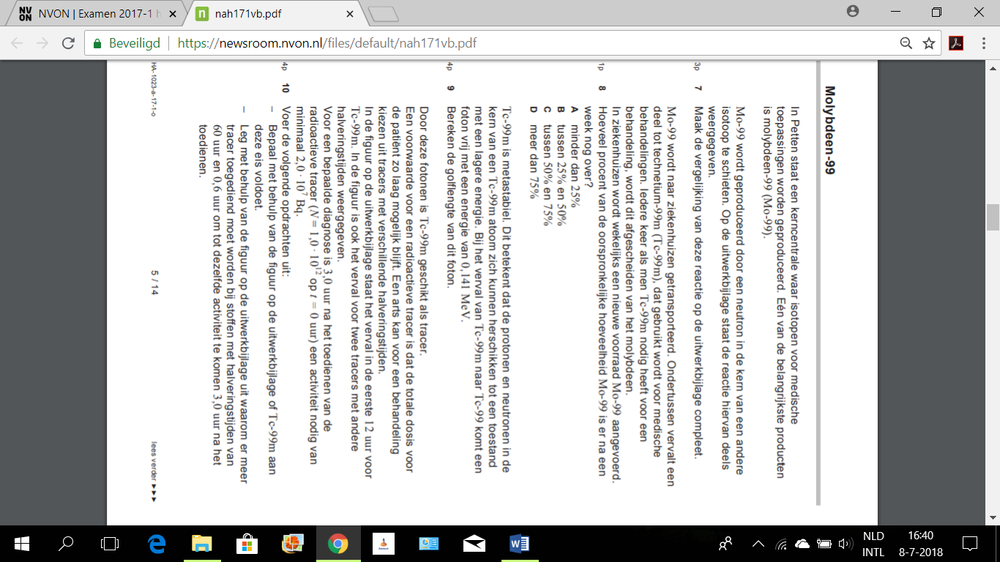 NVON | Examen 2017-1 h
nah171vb.pdf
Beveiligd
https://newsroom.nvon.nl/files/default/nah171vb.pdf
Molybdeen-99
In Petten staat een kerncentrale waar isotopen voor medische
toepassingen worden geproduceerd. Eén van de belangrijkste producten
is molybdeen-99 (Mo-99).
Mo-99 wordt geproduceerd door een neutron in de kern van een andere
isotoop te schieten. Op de uitwerkbijlage staat de reactie hiervan deels
weergegeven.
3p 7 Maak de vergelijking van deze reactie op de uitwerkbijlage compleet.
Mo-99 wordt naar ziekenhuizen getransporteerd. Ondertussen vervalt een
deel tot technetium-99m (Tc-99m), dat gebruikt wordt voor medische
behandelingen. Iedere keer als men Tc-99m nodig heeft voor een
behandeling, wordt dit afgescheiden van het molybdeen.
In ziekenhuizen wordt wekelijks een nieuwe voorraad Mo-99 aangevoerd.
1p 8 Hoeveel procent van de oorspronkelijke hoeveelheid Mo-99 is er na een
week nog over?
A minder dan 25%
B tussen 25% en 50%
C tussen 50% en 75%
D meer dan 75%
Tc-99m is metastabiel. Dit betekent dat de protonen en neutronen in de
kern van een Tc-99m atoom zich kunnen herschikken tot een toestand
met een lagere energie. Bij het verval van Tc-99m naar Tc-99 komt een
foton vrij met een energie van 0,141 MeV.
4p 9 Bereken de golflengte van dit foton.
Door deze fotonen is Tc-99m geschikt als tracer.
Een voorwaarde voor een radioactieve tracer is dat de totale dosis voor
de patiënt zo laag mogelijk blijft. Een arts kan voor een behandeling
kiezen uit tracers met verschillende halveringstijden.
In de figuur op de uitwerkbijlage staat het verval in de eerste 12 uur voor
Tc-99m. In de figuur is ook het verval voor twee tracers met andere
halveringstijden weergegeven.
Voor een bepaalde diagnose is 3,0 uur na het toedienen van de
radioactieve tracer (N = 1,0 · 10¹² op t = 0 uur) een activiteit nodig van
minimaal 2,0 · 10⁷ Bq.
4p 10 Voer de volgende opdrachten uit:
– Bepaal met behulp van de figuur op de uitwerkbijlage of Tc-99m aan
deze eis voldoet.
– Leg met behulp van de figuur op de uitwerkbijlage uit waarom er meer
tracer toegediend moet worden bij stoffen met halveringstijden van
60 uur en 0,6 uur om tot dezelfde activiteit te komen 3,0 uur na het
toedienen.
HA-1023-a-17-1-o 5 / 14 lees verder ►►►
NLD
INTL
16:40
8-7-2018